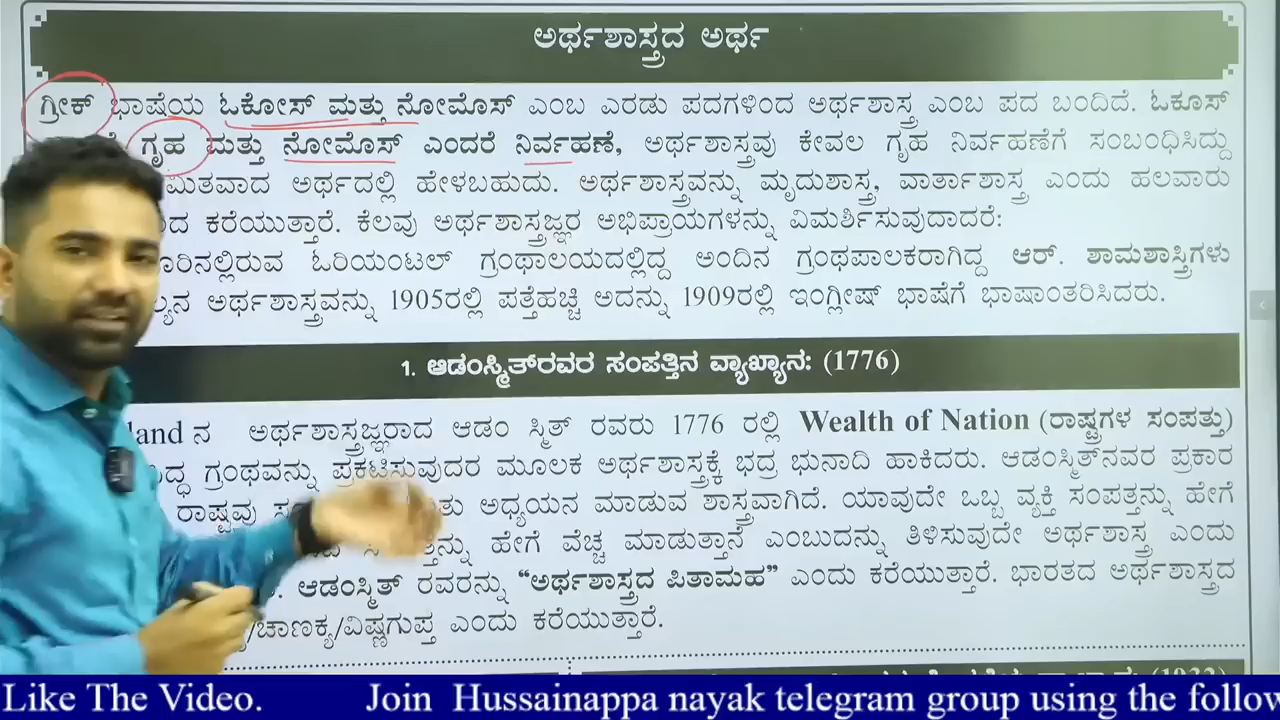 ಅರ್ಥಶಾಸ್ತ್ರದ ಅರ್ಥ
ಗ್ರೀಕ್ ಭಾಷೆಯ ಓಕೋಸ್ ಮತ್ತು ನೋಮೋಸ್ ಎಂಬ ಎರಡು ಪದಗಳಿಂದ ಅರ್ಥಶಾಸ್ತ್ರ ಎಂಬ ಪದ ಬಂದಿದೆ. ಓಕೂಸ್
ಗೃಹ ಮತ್ತು ನೋಮೋಸ್ ಎಂದರೆ ನಿರ್ವಹಣೆ, ಅರ್ಥಶಾಸ್ತ್ರವು ಕೇವಲ ಗೃಹ ನಿರ್ವಹಣೆಗೆ ಸಂಬಂಧಿಸಿದ್ದು
ಅರ್ಥದಲ್ಲಿ ಹೇಳಬಹುದು. ಅರ್ಥಶಾಸ್ತ್ರವನ್ನು ಮೃದುಶಾಸ್ತ್ರ, ವಾರ್ತಾಶಾಸ್ತ್ರ ಎಂದು ಹಲವಾರು
ಕರೆಯುತ್ತಾರೆ. ಕೆಲವು ಅರ್ಥಶಾಸ್ತ್ರಜ್ಞರ ಅಭಿಪ್ರಾಯಗಳನ್ನು ವಿಮರ್ಶಿಸುವುದಾದರೆ:
ಓರಿಯಂಟಲ್ ಗ್ರಂಥಾಲಯದಲ್ಲಿದ್ದ ಅಂದಿನ ಗ್ರಂಥಪಾಲಕರಾಗಿದ್ದ ಆರ್. ಶಾಮಶಾಸ್ತ್ರಿಗಳು
ಅರ್ಥಶಾಸ್ತ್ರವನ್ನು 1905ರಲ್ಲಿ ಪತ್ತೆಹಚ್ಚಿ ಅದನ್ನು 1909ರಲ್ಲಿ ಇಂಗ್ಲೀಷ್ ಭಾಷೆಗೆ ಭಾಷಾಂತರಿಸಿದರು.
1. ಆಡಂಸ್ಮಿತ್‌ರವರ ಸಂಪತ್ತಿನ ವ್ಯಾಖ್ಯಾನ: (1776)
land ನ ಅರ್ಥಶಾಸ್ತ್ರಜ್ಞರಾದ ಆಡಂ ಸ್ಮಿತ್ ರವರು 1776 ರಲ್ಲಿ Wealth of Nation (ರಾಷ್ಟ್ರಗಳ ಸಂಪತ್ತು)
ಗ್ರಂಥವನ್ನು ಪ್ರಕಟಿಸುವುದರ ಮೂಲಕ ಅರ್ಥಶಾಸ್ತ್ರಕ್ಕೆ ಭದ್ರ ಭುನಾದಿ ಹಾಕಿದರು. ಆಡಂಸ್ಮಿತ್‌ನವರ ಪ್ರಕಾರ
ರಾಷ್ಟ್ರವು ಅಧ್ಯಯನ ಮಾಡುವ ಶಾಸ್ತ್ರವಾಗಿದೆ. ಯಾವುದೇ ಒಬ್ಬ ವ್ಯಕ್ತಿ ಸಂಪತ್ತನ್ನು ಹೇಗೆ
ಹೇಗೆ ವೆಚ್ಚ ಮಾಡುತ್ತಾನೆ ಎಂಬುದನ್ನು ತಿಳಿಸುವುದೇ ಅರ್ಥಶಾಸ್ತ್ರ ಎಂದು
ಆಡಂಸ್ಮಿತ್ ರವರನ್ನು “ಅರ್ಥಶಾಸ್ತ್ರದ ಪಿತಾಮಹ” ಎಂದು ಕರೆಯುತ್ತಾರೆ. ಭಾರತದ ಅರ್ಥಶಾಸ್ತ್ರದ
/ಚಾಣಕ್ಯ/ವಿಷ್ಣುಗುಪ್ತ ಎಂದು ಕರೆಯುತ್ತಾರೆ.
Like The Video. Join Hussainappa nayak telegram group using the follow